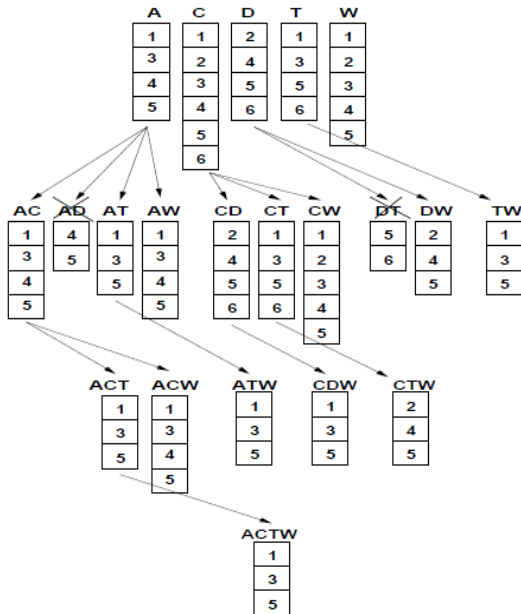 A C D T W
1 1 2 1 1
3 2 4 3 2
4 3 5 5 3
5 4 6 6 4
5 5
6
AC AD AT AW CD CT CW DT DW TW
1 4 1 1 2 1 1 5 2 1
3 5 3 3 4 3 2 6 4 3
4 5 4 5 5 3 5 5
5 5 6 6 4
5
ACT ACW ATW CDW CTW
1 1 1 1 2
3 3 3 3 4
5 4 5 5 5
5
ACTW
1
3
5